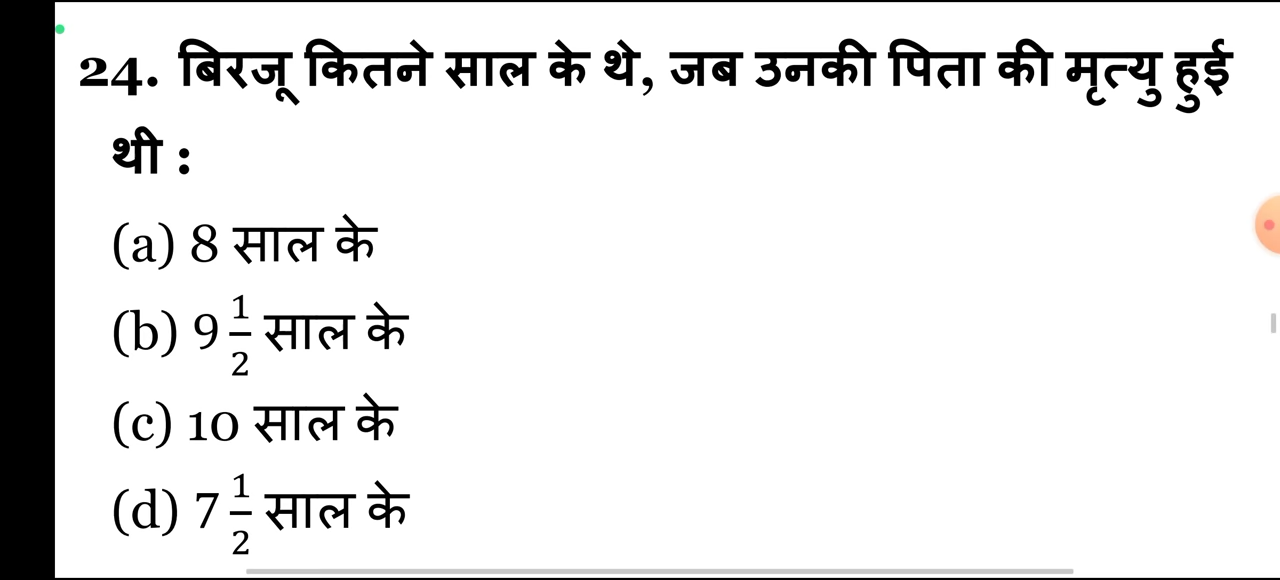 24. बिरजू कितने साल के थे, जब उनकी पिता की मृत्यु हुई
थी :
(a) 8 साल के
(b) 9 1/2 साल के
(c) 10 साल के
(d) 7 1/2 साल के